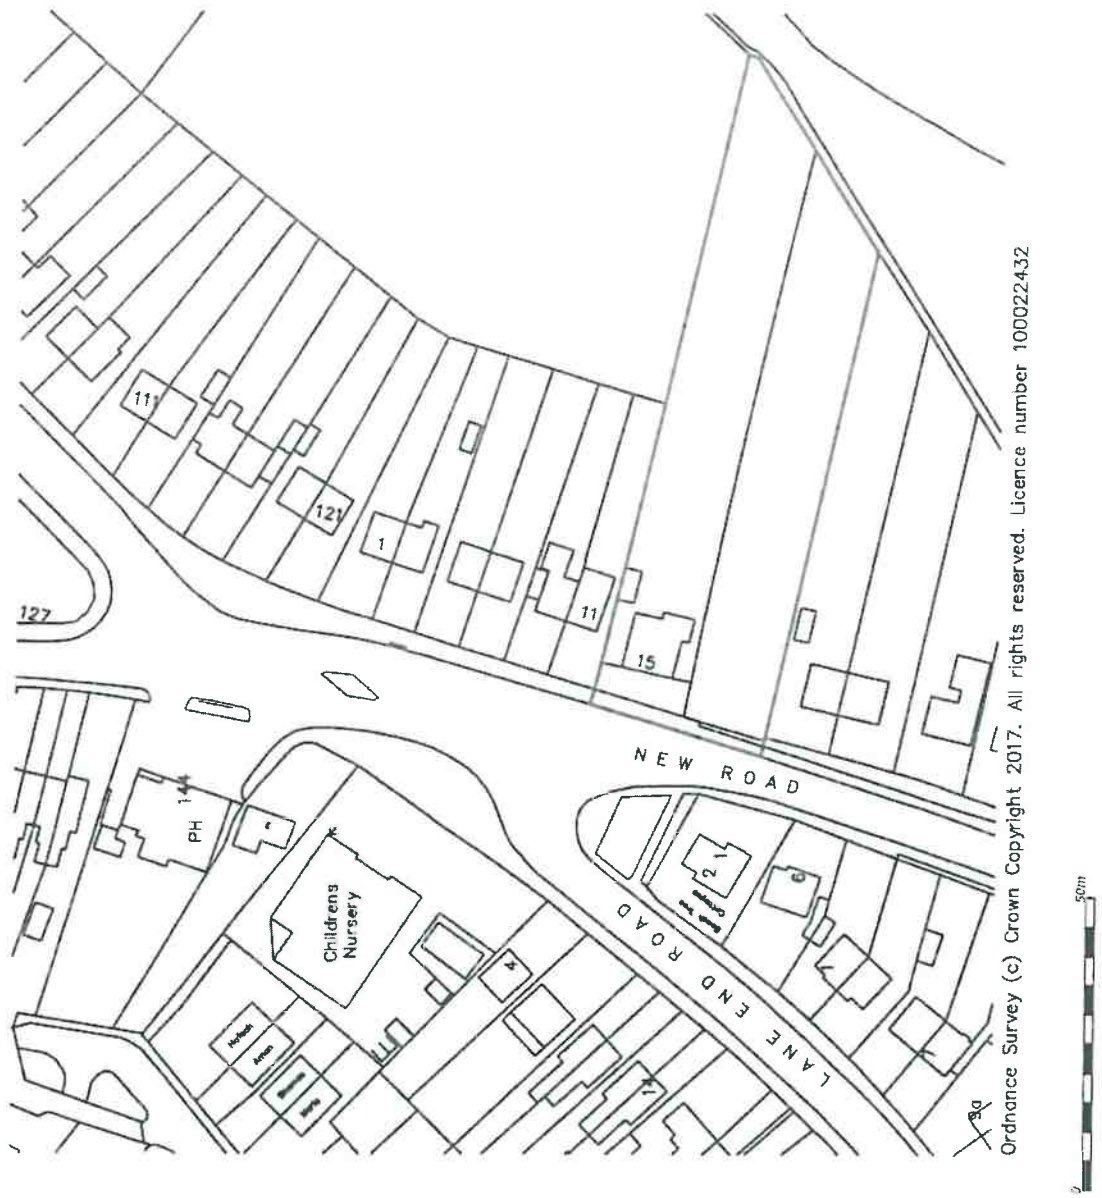 111
121
1
11
15
127
PH
144
Childrens
Nursery
NEW ROAD
LANE END ROAD
2 1
6
4
14
9a
Ordnance Survey (c) Crown Copyright 2017. All rights reserved. Licence number 100022432
0
50m